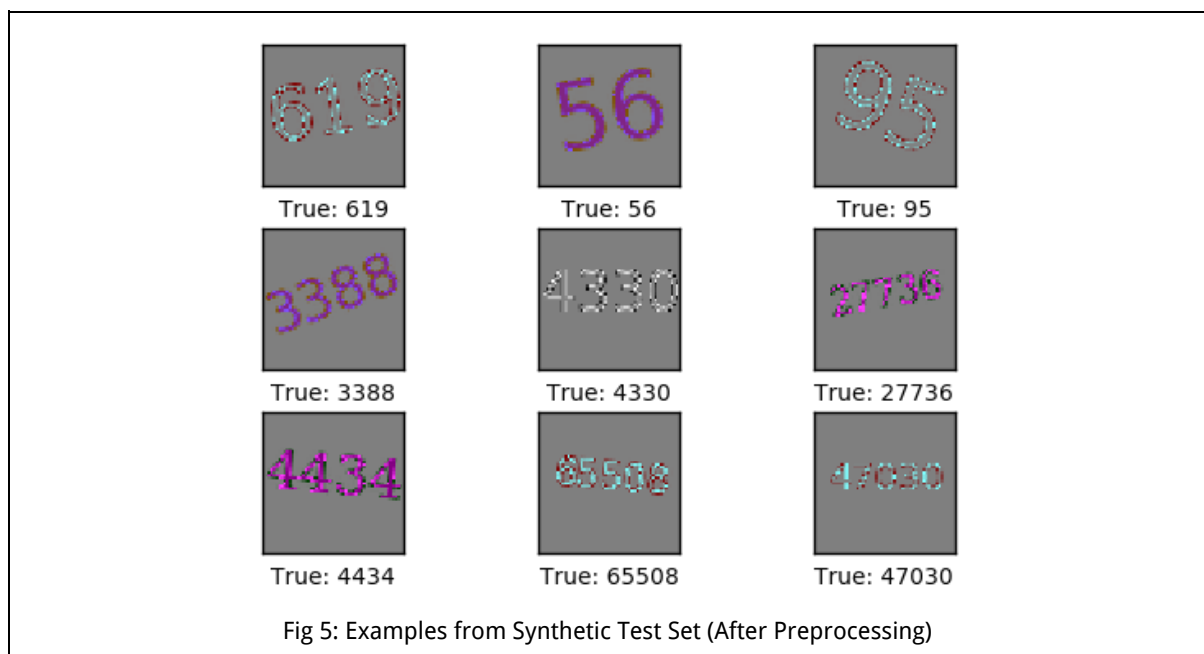 619 56 95
True: 619 True: 56 True: 95
3388 4330 27736
True: 3388 True: 4330 True: 27736
4434 65508 47030
True: 4434 True: 65508 True: 47030
Fig 5: Examples from Synthetic Test Set (After Preprocessing)